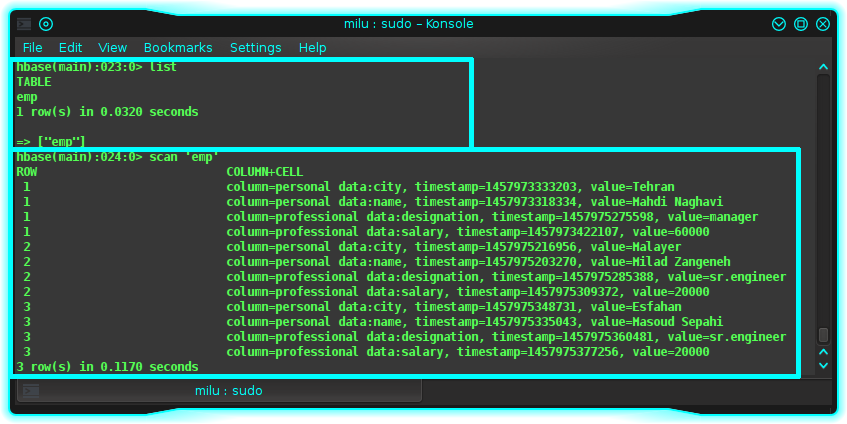 milu : sudo – Konsole
File Edit View Bookmarks Settings Help
hbase(main):023:0> list
TABLE
emp
1 row(s) in 0.0320 seconds
=> ["emp"]
hbase(main):024:0> scan 'emp'
ROW COLUMN+CELL
1 column=personal data:city, timestamp=1457973333203, value=Tehran
1 column=personal data:name, timestamp=1457973318334, value=Mahdi Naghavi
1 column=professional data:designation, timestamp=1457975275598, value=manager
1 column=professional data:salary, timestamp=1457973422107, value=60000
2 column=personal data:city, timestamp=1457975216956, value=Malayer
2 column=personal data:name, timestamp=1457975203270, value=Milad Zangeneh
2 column=professional data:designation, timestamp=1457975285388, value=sr.engineer
2 column=professional data:salary, timestamp=1457975309372, value=20000
3 column=personal data:city, timestamp=1457975348731, value=Esfahan
3 column=personal data:name, timestamp=1457975335043, value=Masoud Sepahi
3 column=professional data:designation, timestamp=1457975360481, value=sr.engineer
3 column=professional data:salary, timestamp=1457975377256, value=20000
3 row(s) in 0.1170 seconds
milu : sudo